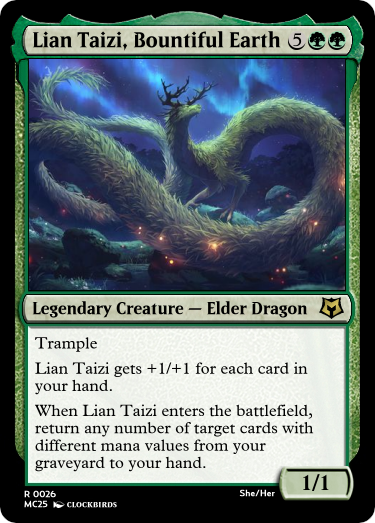 Lian Taizi, Bountiful Earth 5
Legendary Creature — Elder Dragon
Trample
Lian Taizi gets +1/+1 for each card in
your hand.
When Lian Taizi enters the battlefield,
return any number of target cards with
different mana values from your
graveyard to your hand.
1/1
R 0026
She/Her
MC25 CLOCKBIRDS